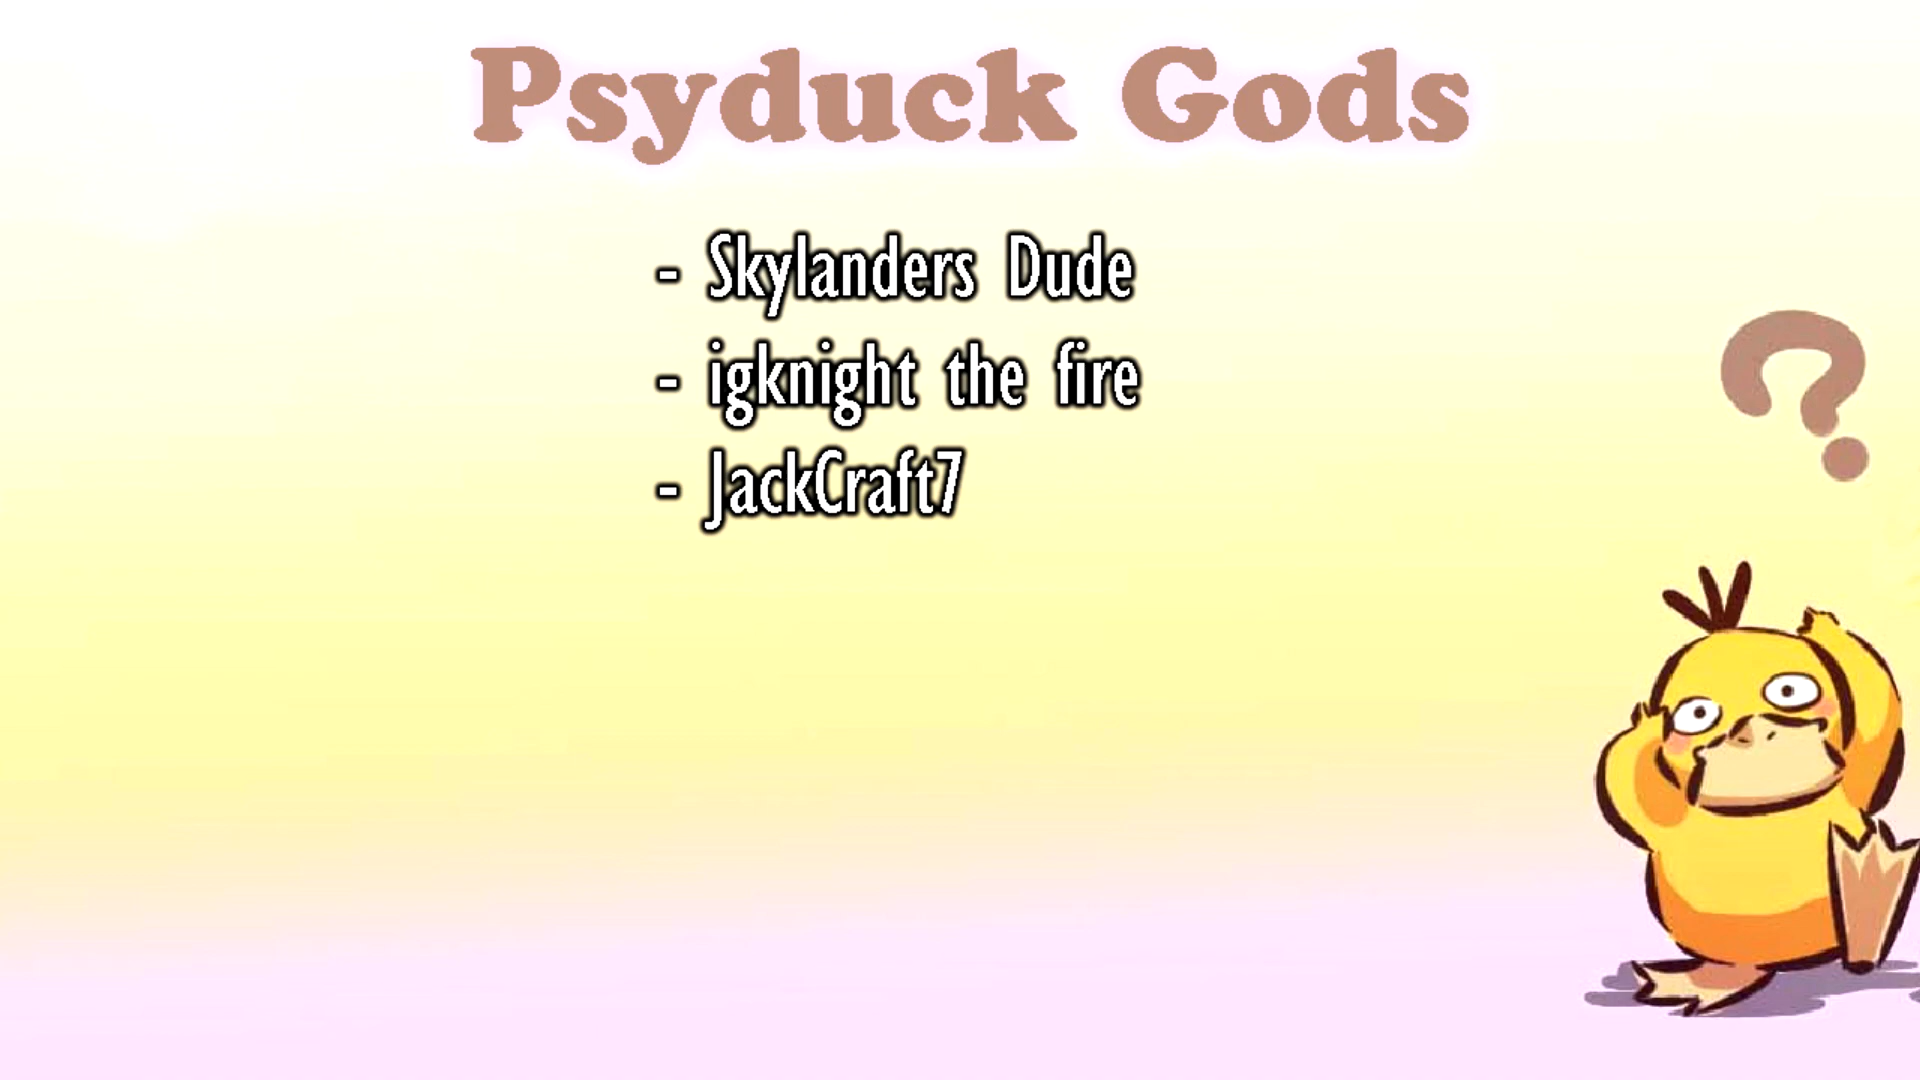 Psyduck Gods
- Skylanders Dude
- igknight the fire
- JackCraft7
?